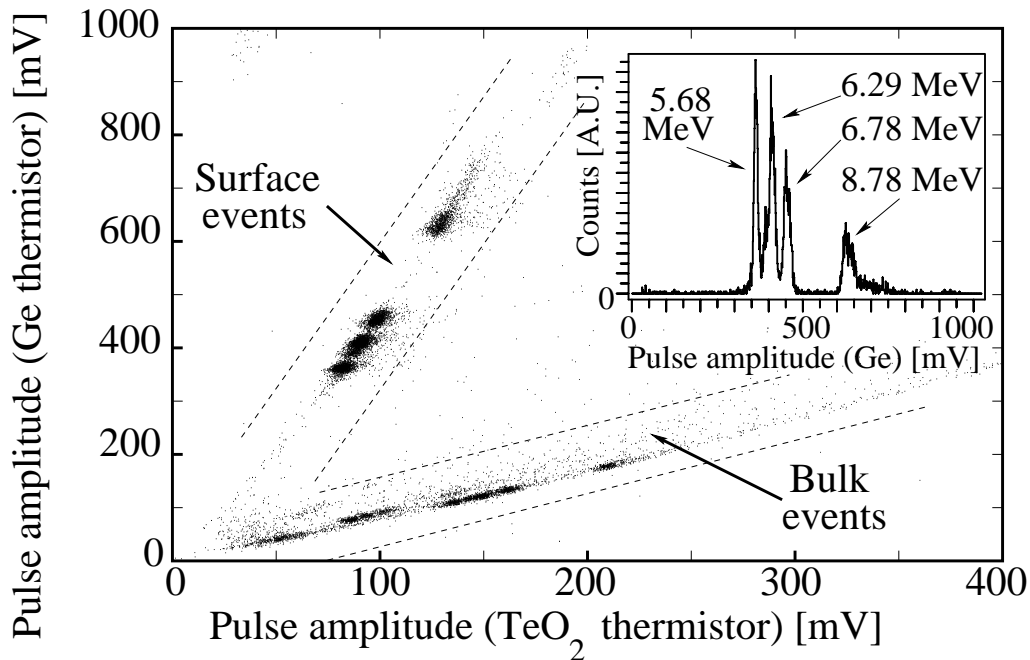 Pulse amplitude (Ge thermistor) [mV]
1000
800
600
400
200
0
Surface
events
Bulk
events
0
100
200
300
400
Pulse amplitude (TeO2 thermistor) [mV]
Counts [A.U.]
0
5.68
MeV
6.29 MeV
6.78 MeV
8.78 MeV
0
500
1000
Pulse amplitude (Ge) [mV]